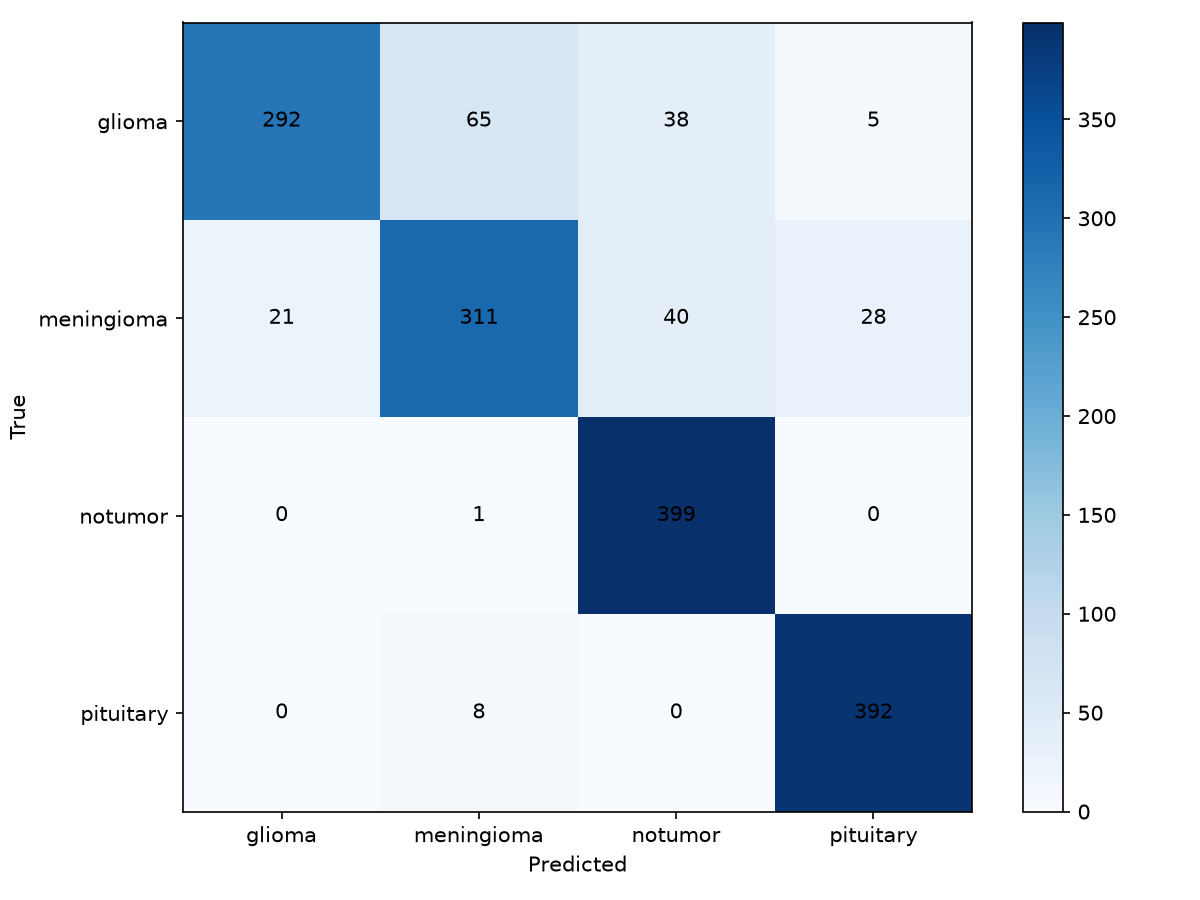 glioma 292 65 38 5
meningioma 21 311 40 28
notumor 0 1 399 0
pituitary 0 8 0 392
True
glioma meningioma notumor pituitary
Predicted
350
300
250
200
150
100
50
0